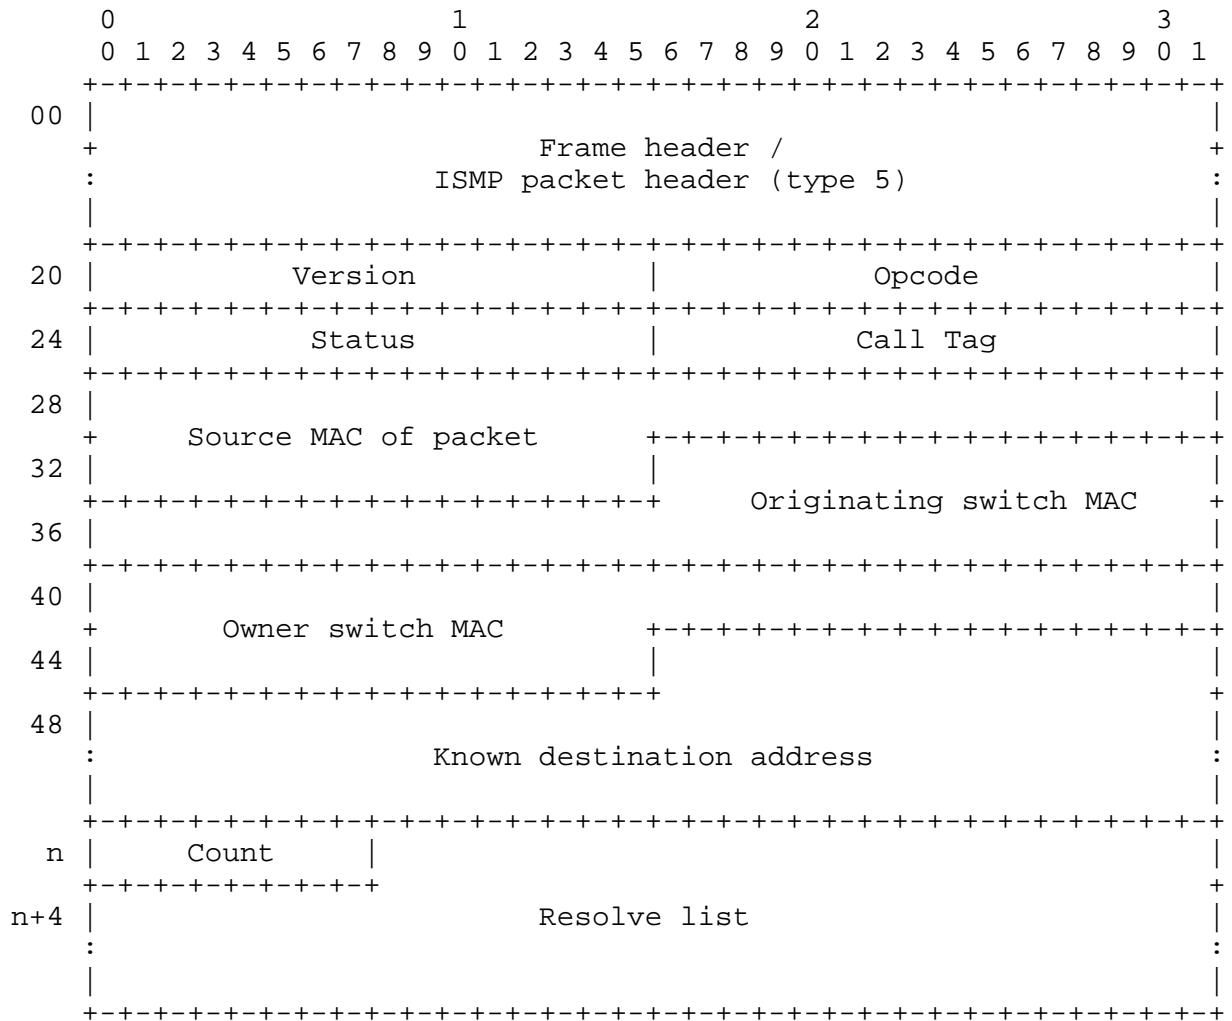 0                   1                   2                   3
 0 1 2 3 4 5 6 7 8 9 0 1 2 3 4 5 6 7 8 9 0 1 2 3 4 5 6 7 8 9 0 1
+-+-+-+-+-+-+-+-+-+-+-+-+-+-+-+-+-+-+-+-+-+-+-+-+-+-+-+-+-+-+-+-+
00 |                                                               |
+                         Frame header /                        +
:                   ISMP packet header (type 5)                 :
|                                                               |
+-+-+-+-+-+-+-+-+-+-+-+-+-+-+-+-+-+-+-+-+-+-+-+-+-+-+-+-+-+-+-+-+
20 |           Version             |            Opcode             |
+-+-+-+-+-+-+-+-+-+-+-+-+-+-+-+-+-+-+-+-+-+-+-+-+-+-+-+-+-+-+-+-+
24 |            Status             |           Call Tag            |
+-+-+-+-+-+-+-+-+-+-+-+-+-+-+-+-+-+-+-+-+-+-+-+-+-+-+-+-+-+-+-+-+
28 |                                                               |
+     Source MAC of packet      +-+-+-+-+-+-+-+-+-+-+-+-+-+-+-+-+
32 |                               |                               |
+-+-+-+-+-+-+-+-+-+-+-+-+-+-+-+-+     Originating switch MAC    +
36 |                                                               |
+-+-+-+-+-+-+-+-+-+-+-+-+-+-+-+-+-+-+-+-+-+-+-+-+-+-+-+-+-+-+-+-+
40 |                                                               |
+       Owner switch MAC        +-+-+-+-+-+-+-+-+-+-+-+-+-+-+-+-+
44 |                               |                               |
+-+-+-+-+-+-+-+-+-+-+-+-+-+-+-+-+                               +
48 |                                                               |
:                   Known destination address                   :
|                                                               |
+-+-+-+-+-+-+-+-+-+-+-+-+-+-+-+-+-+-+-+-+-+-+-+-+-+-+-+-+-+-+-+-+
n |     Count     |                                               |
+-+-+-+-+-+-+-+-+                                               +
n+4 |                         Resolve list                          |
:                                                               :
|                                                               |
+-+-+-+-+-+-+-+-+-+-+-+-+-+-+-+-+-+-+-+-+-+-+-+-+-+-+-+-+-+-+-+-+